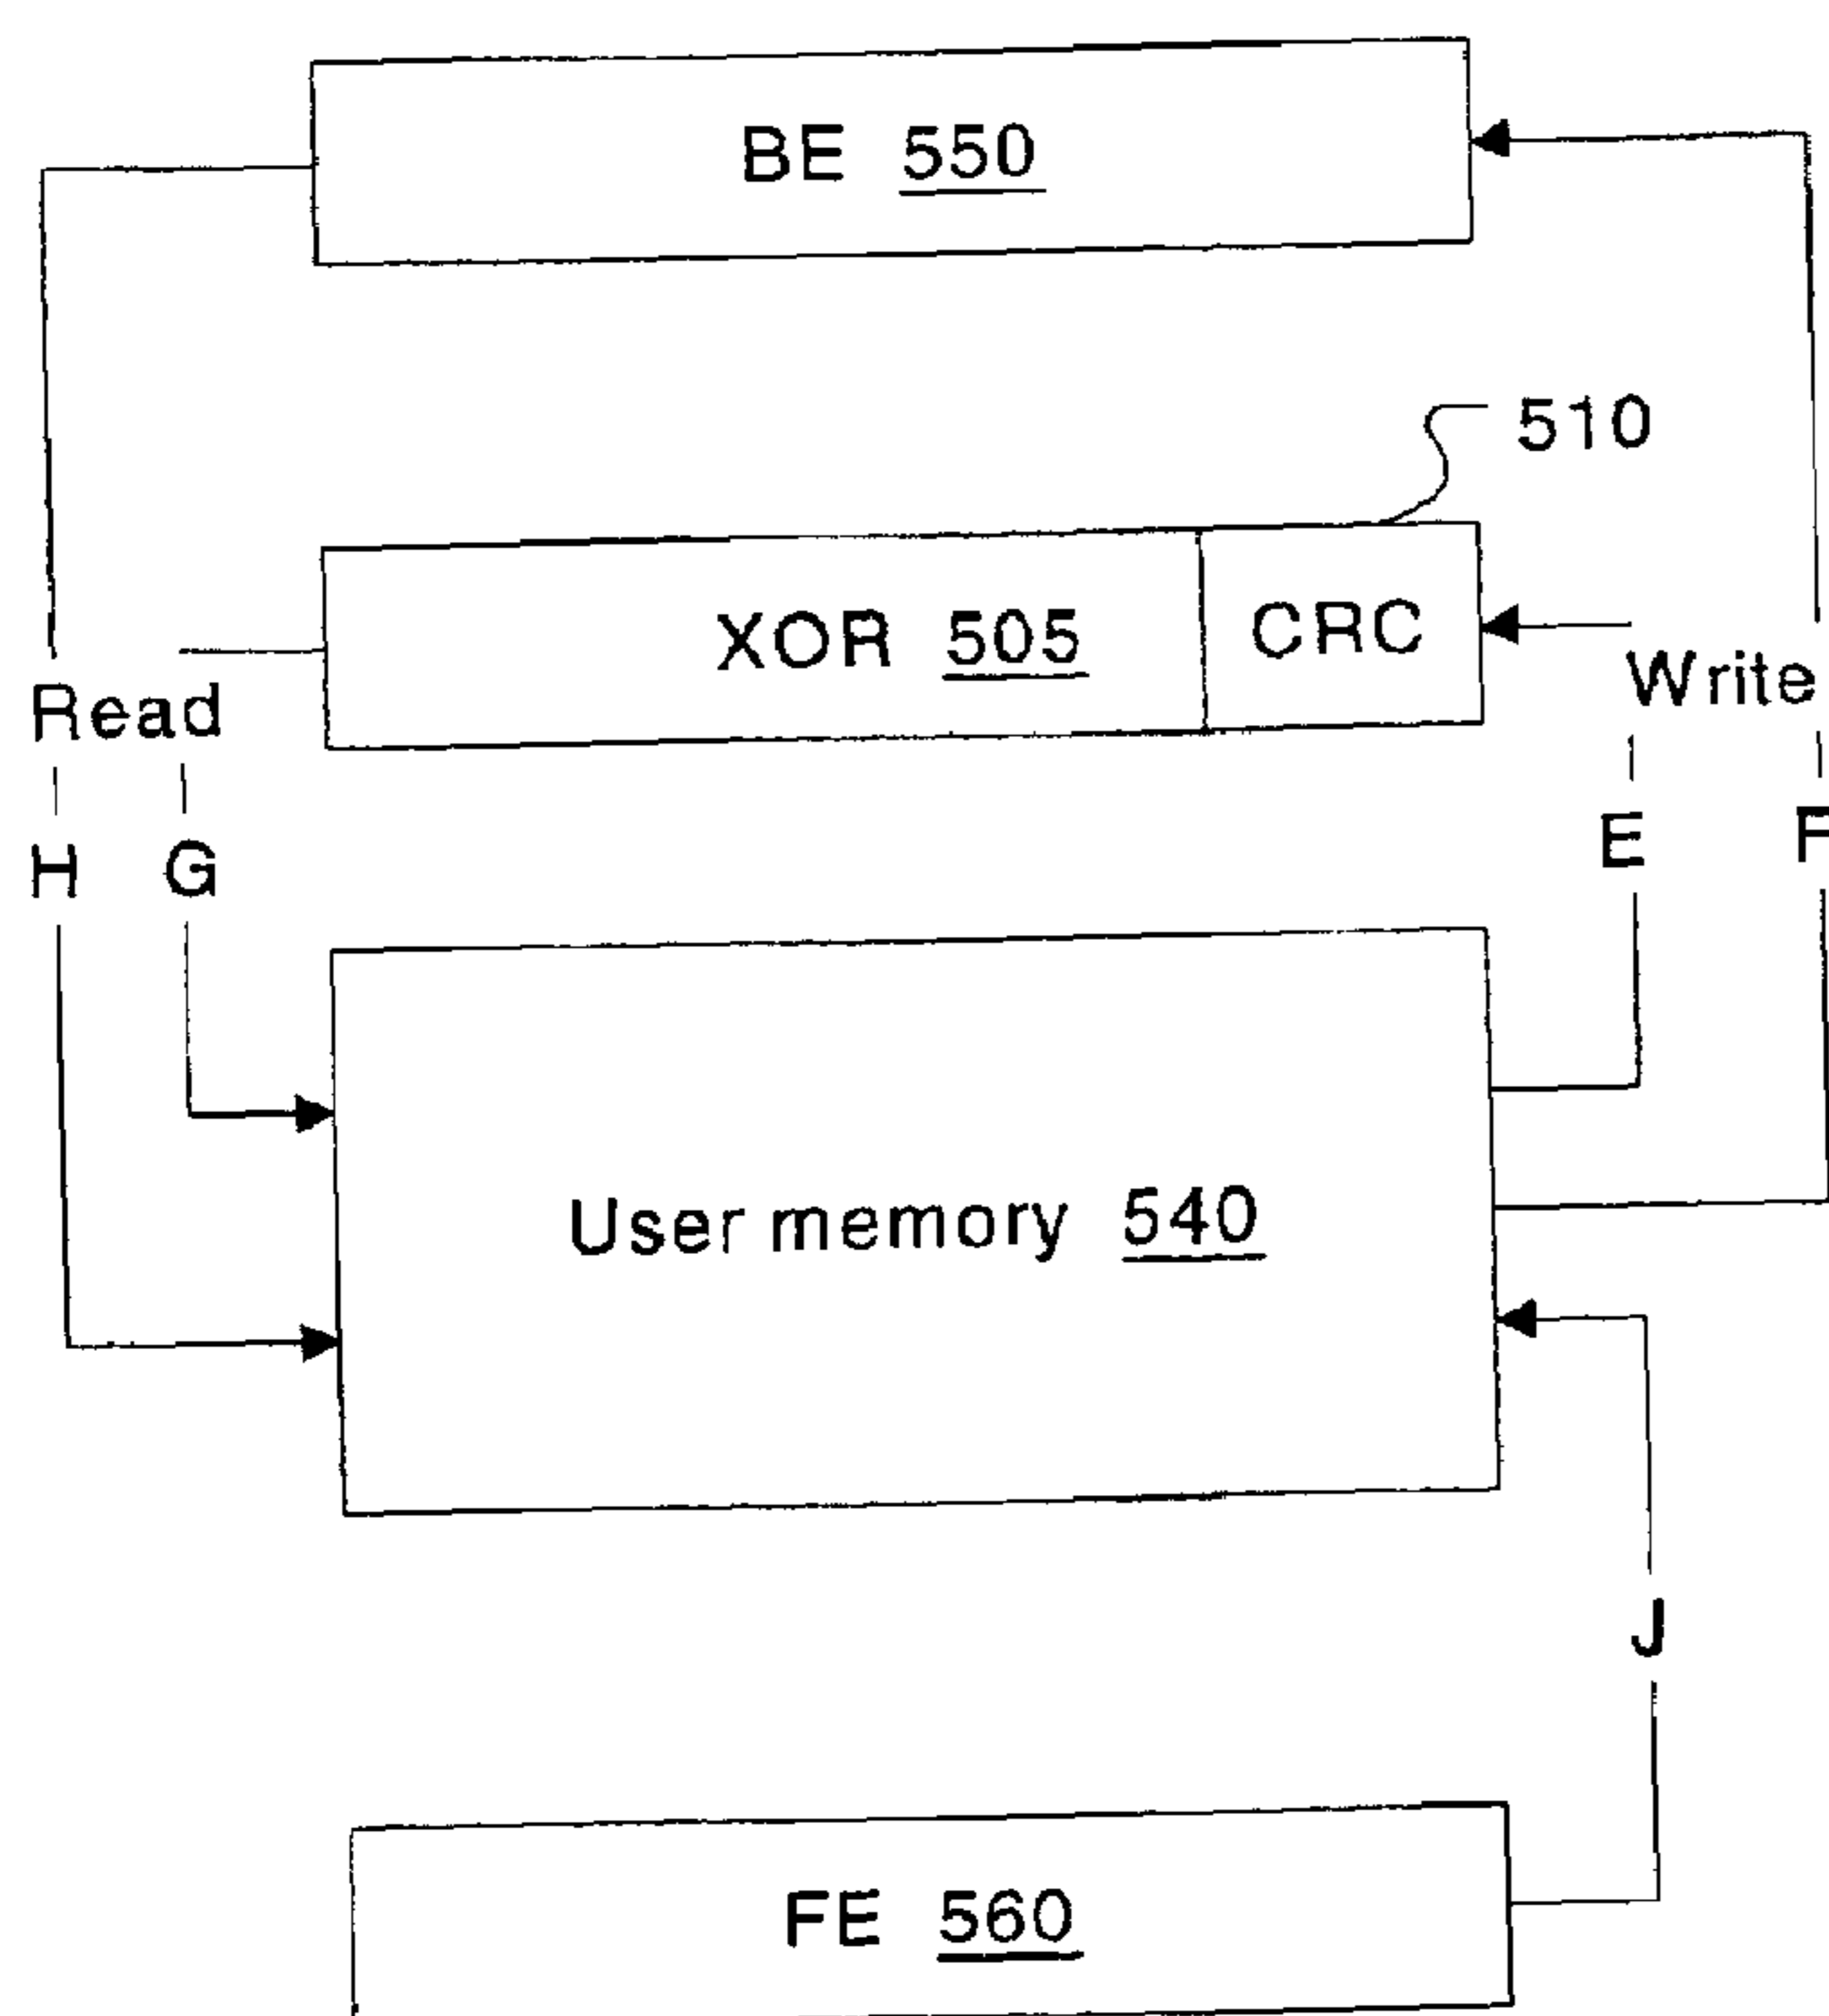 BE 550
510
XOR 505 CRC
Read
Write
H G
E F
User memory 540
J
FE 560